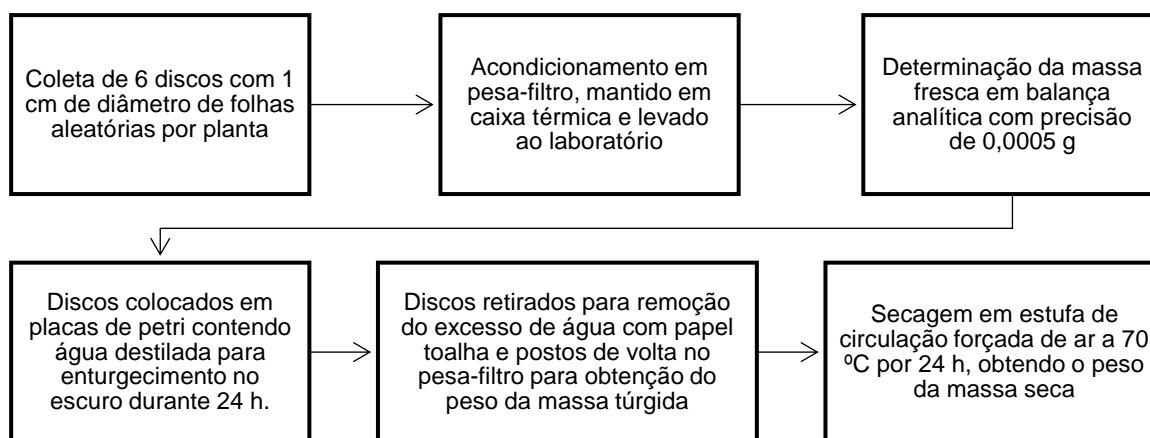 Coleta de 6 discos com 1
cm de diâmetro de folhas
aleatórias por planta
Acondicionamento em
pesa-filtro, mantido em
caixa térmica e levado
ao laboratório
Determinação da massa
fresca em balança
analítica com precisão
de 0,0005 g
Discos colocados em
placas de petri contendo
água destilada para
enturgecimento no
escuro durante 24 h.
Discos retirados para remoção
do excesso de água com papel
toalha e postos de volta no
pesa-filtro para obtenção do
peso da massa túrgida
Secagem em estufa de
circulação forçada de ar a 70
ºC por 24 h, obtendo o peso
da massa seca